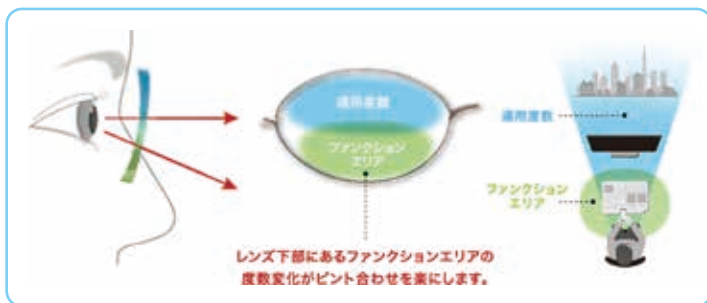 遠用度数
ファンクション
エリア
レンズ下部にあるファンクションエリアの
度数変化がピント合わせを楽にします。
遠用度数
ファンクション
エリア